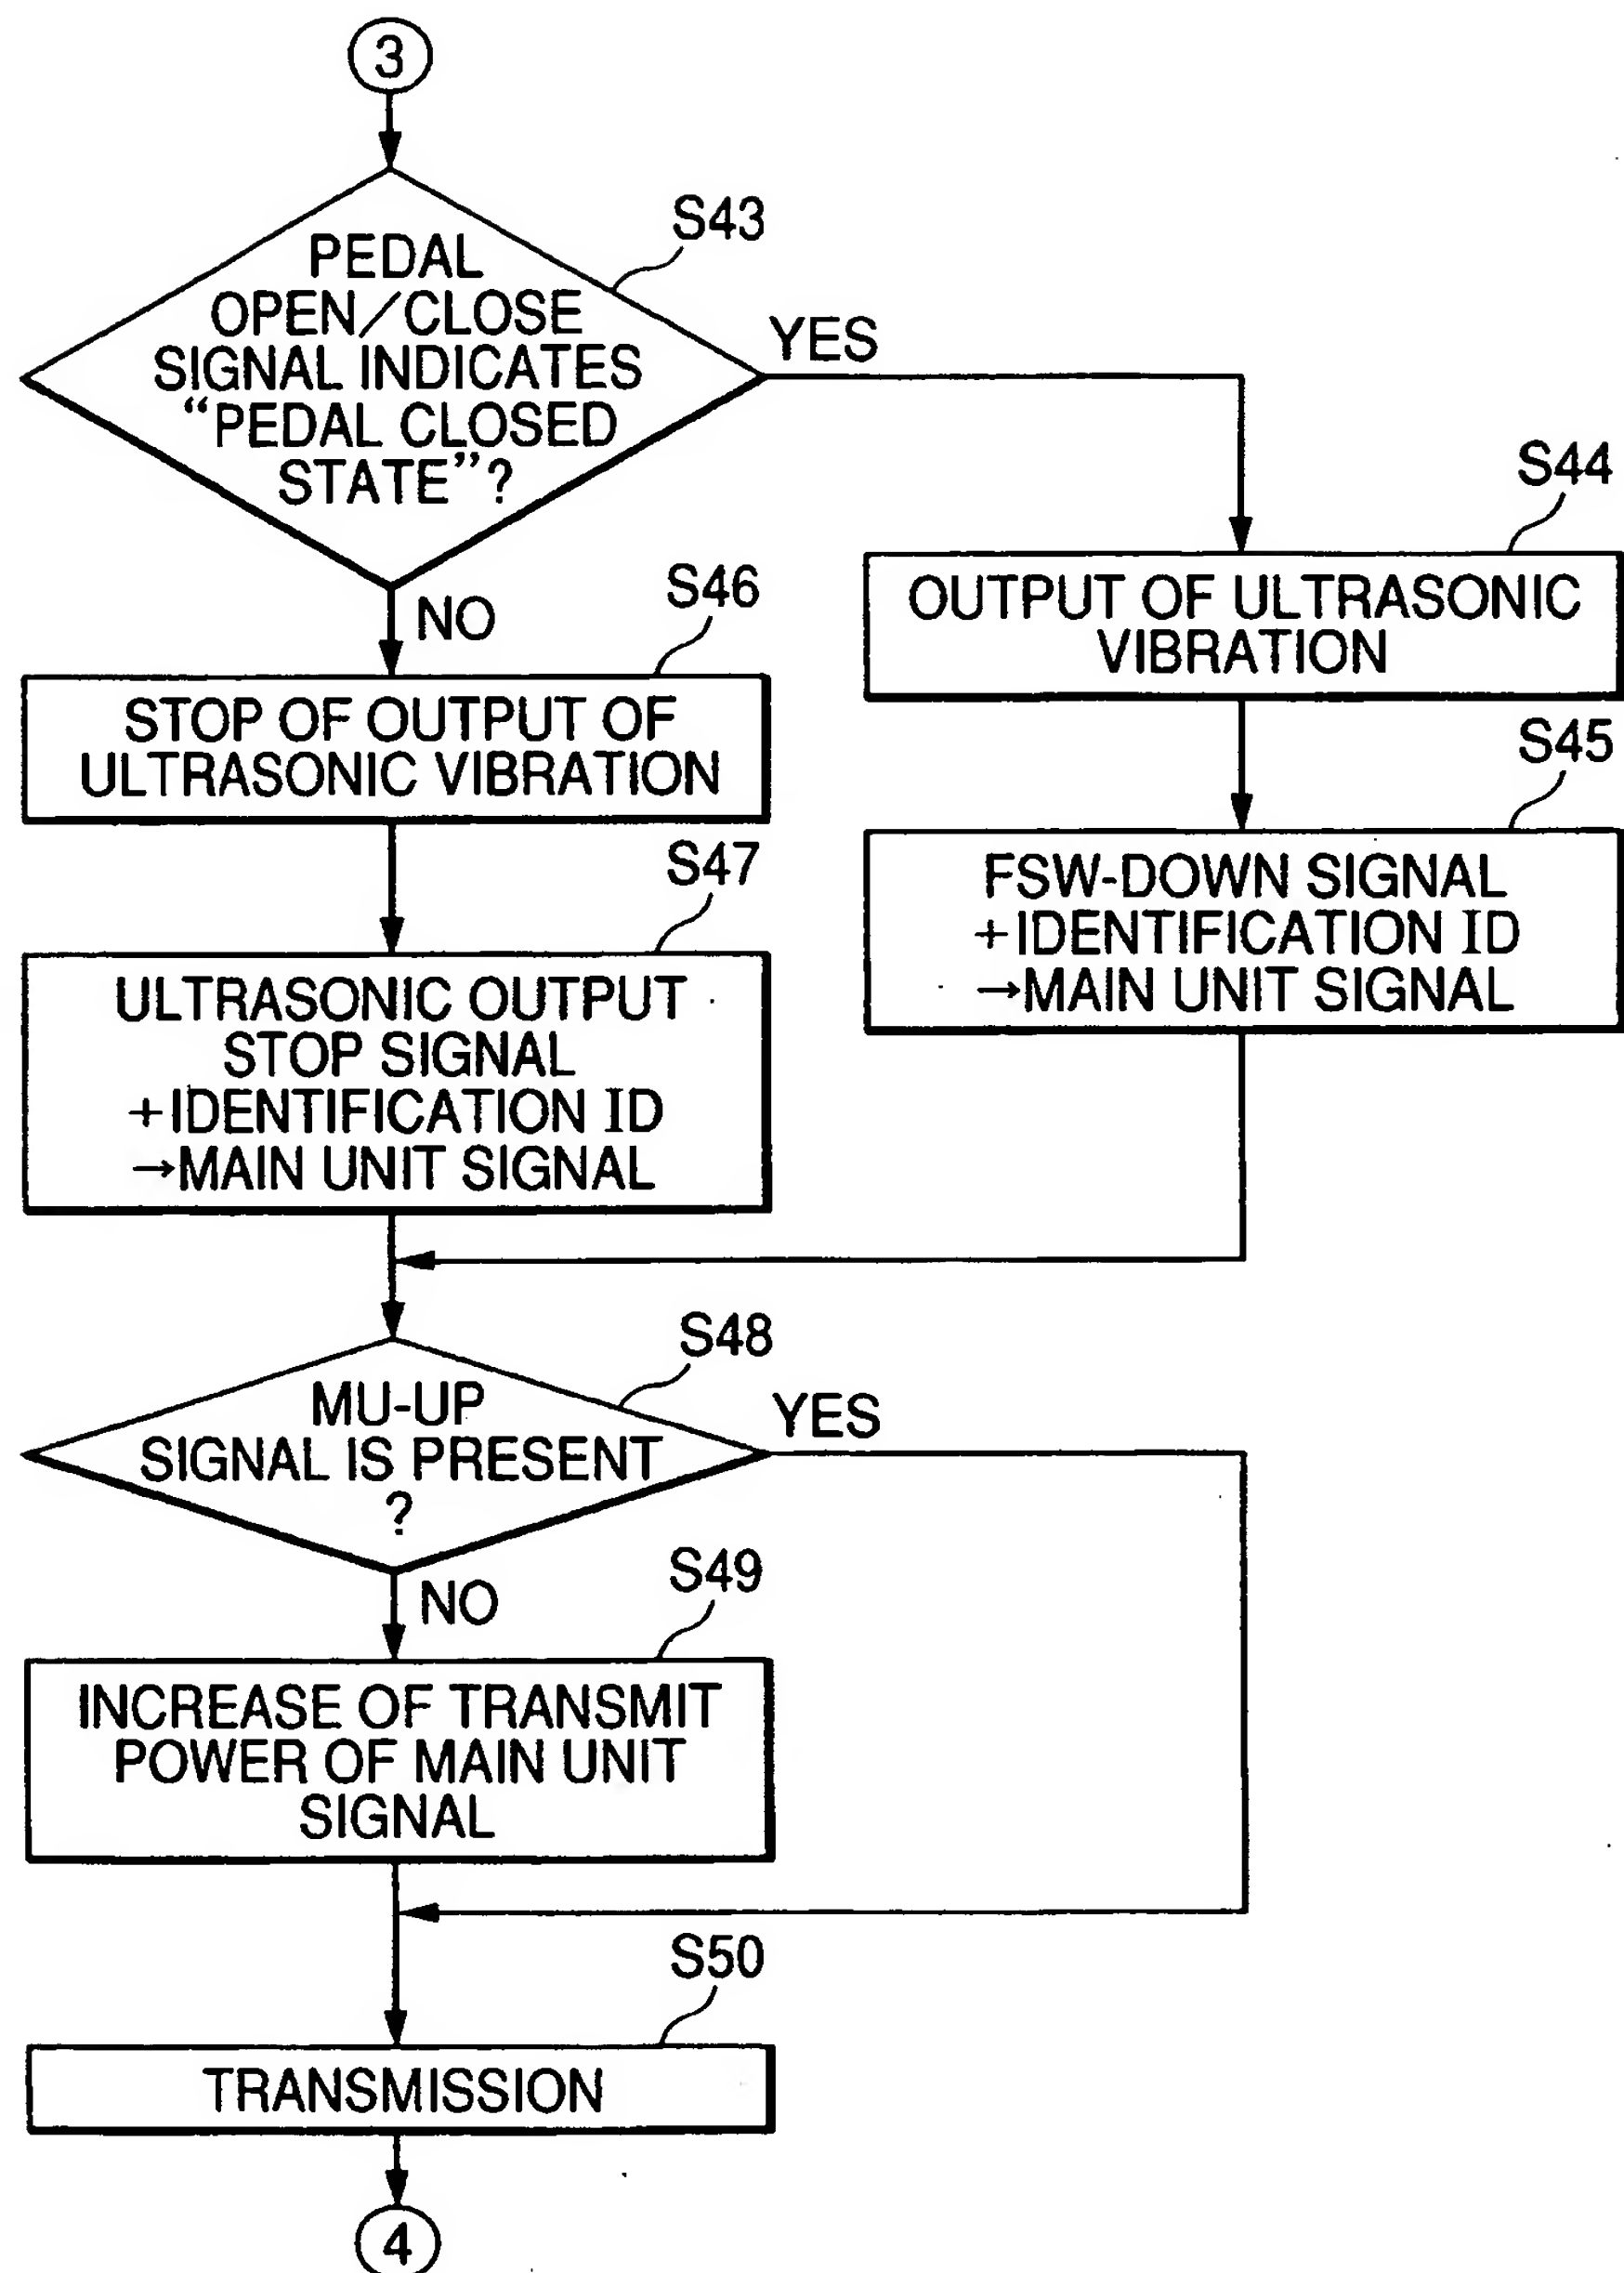 3
S43
PEDAL
OPEN/CLOSE
SIGNAL INDICATES
“PEDAL CLOSED
STATE”?
YES
NO
S44
OUTPUT OF ULTRASONIC
VIBRATION
S45
FSW-DOWN SIGNAL
+IDENTIFICATION ID
→MAIN UNIT SIGNAL
S46
STOP OF OUTPUT OF
ULTRASONIC VIBRATION
S47
ULTRASONIC OUTPUT
STOP SIGNAL
+IDENTIFICATION ID
→MAIN UNIT SIGNAL
S48
MU-UP
SIGNAL IS PRESENT
?
YES
NO
S49
INCREASE OF TRANSMIT
POWER OF MAIN UNIT
SIGNAL
S50
TRANSMISSION
4